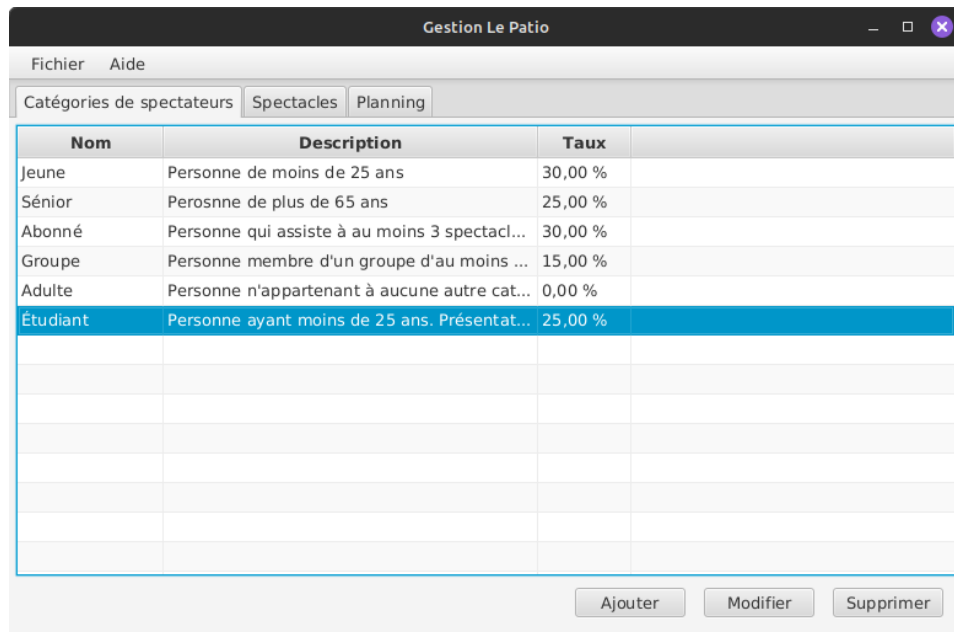 Gestion Le Patio
Fichier Aide
Catégories de spectateurs Spectacles Planning
Nom Description Taux
Jeune Personne de moins de 25 ans 30,00 %
Sénior Perosnne de plus de 65 ans 25,00 %
Abonné Personne qui assiste à au moins 3 spectacl... 30,00 %
Groupe Personne membre d'un groupe d'au moins ... 15,00 %
Adulte Personne n'appartenant à aucune autre cat... 0,00 %
Étudiant Personne ayant moins de 25 ans. Présentat... 25,00 %
Ajouter Modifier Supprimer